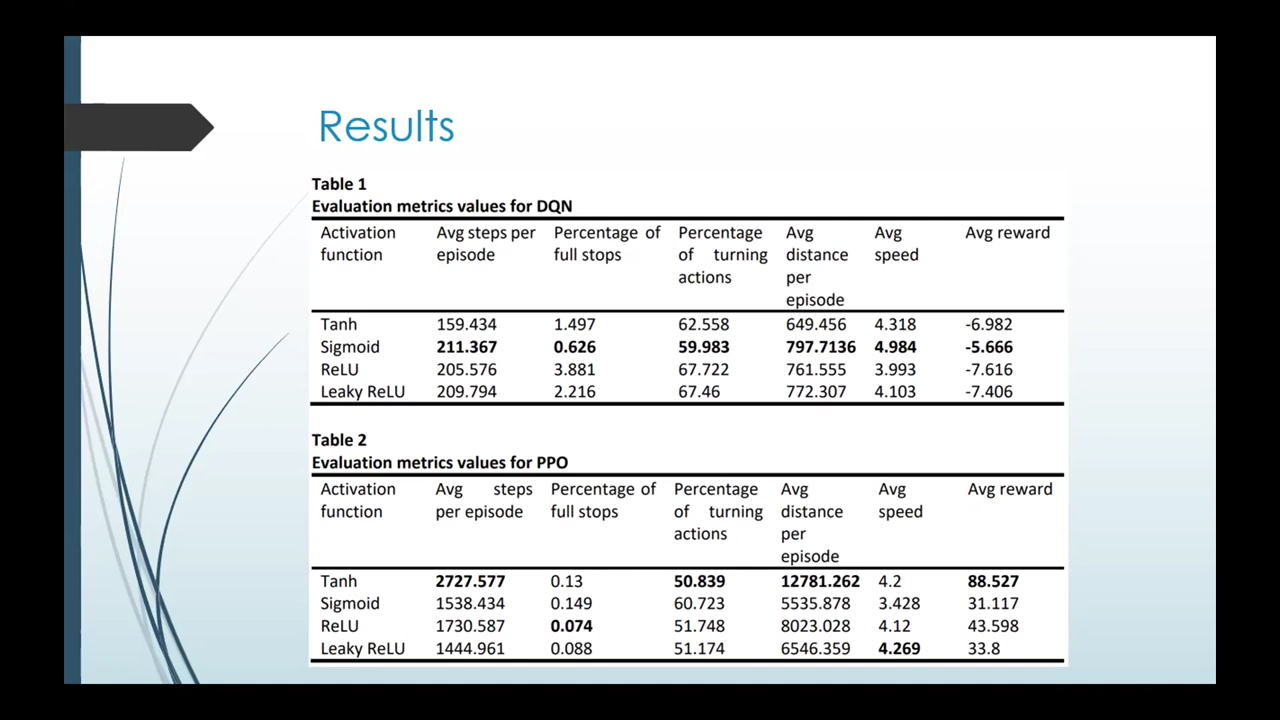 Results
Table 1
Evaluation metrics values for DQN
Activation function Avg steps per episode Percentage of full stops Percentage of turning actions Avg distance per episode Avg speed Avg reward
Tanh 159.434 1.497 62.558 649.456 4.318 -6.982
Sigmoid 211.367 0.626 59.983 797.7136 4.984 -5.666
ReLU 205.576 3.881 67.722 761.555 3.993 -7.616
Leaky ReLU 209.794 2.216 67.46 772.307 4.103 -7.406
Table 2
Evaluation metrics values for PPO
Activation function Avg steps per episode Percentage of full stops Percentage of turning actions Avg distance per episode Avg speed Avg reward
Tanh 2727.577 0.13 50.839 12781.262 4.2 88.527
Sigmoid 1538.434 0.149 60.723 5535.878 3.428 31.117
ReLU 1730.587 0.074 51.748 8023.028 4.12 43.598
Leaky ReLU 1444.961 0.088 51.174 6546.359 4.269 33.8